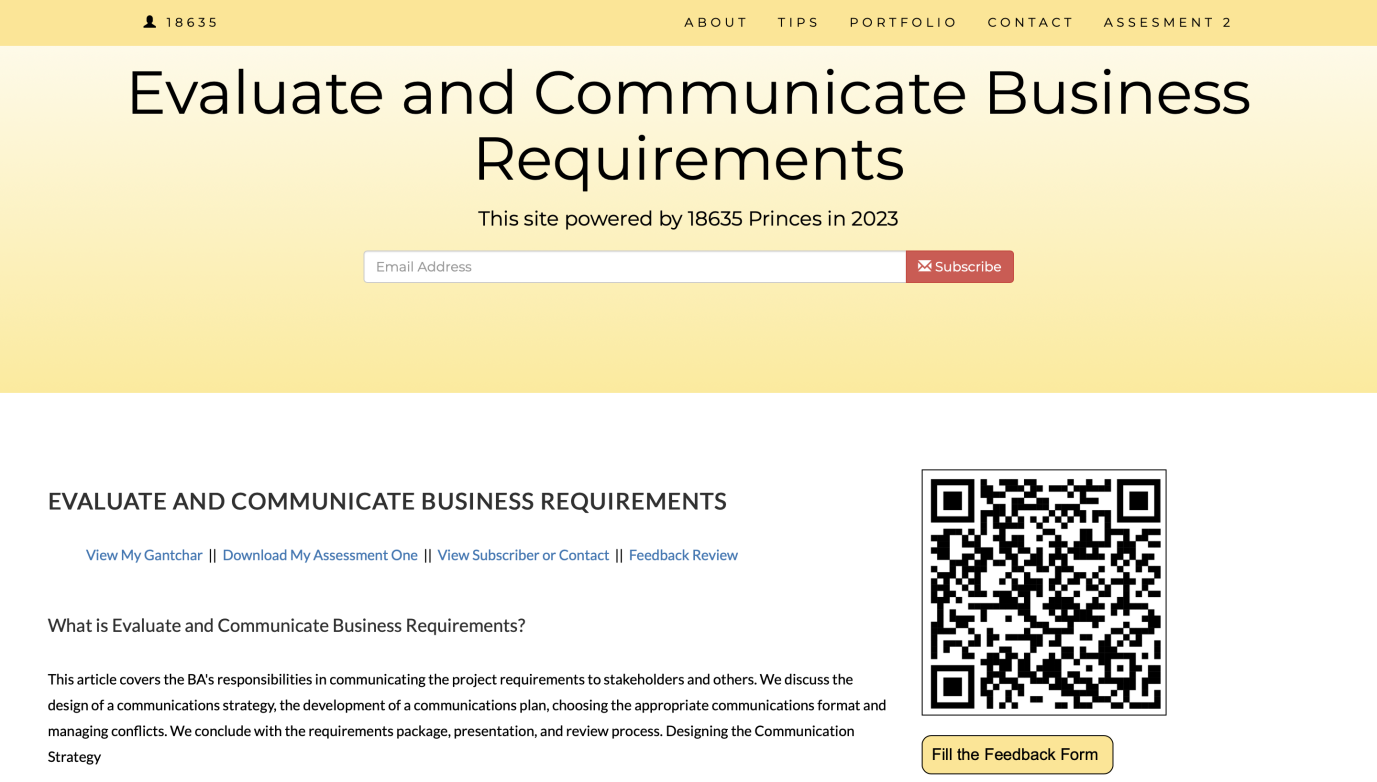 18635
ABOUT TIPS PORTFOLIO CONTACT ASSESMENT 2
Evaluate and Communicate Business
Requirements
This site powered by 18635 Princes in 2023
Email Address
Subscribe
EVALUATE AND COMMUNICATE BUSINESS REQUIREMENTS
View My Gantchar || Download My Assessment One || View Subscriber or Contact || Feedback Review
What is Evaluate and Communicate Business Requirements?
This article covers the BA's responsibilities in communicating the project requirements to stakeholders and others. We discuss the
design of a communications strategy, the development of a communications plan, choosing the appropriate communications format and
managing conflicts. We conclude with the requirements package, presentation, and review process. Designing the Communication
Strategy
Fill the Feedback Form